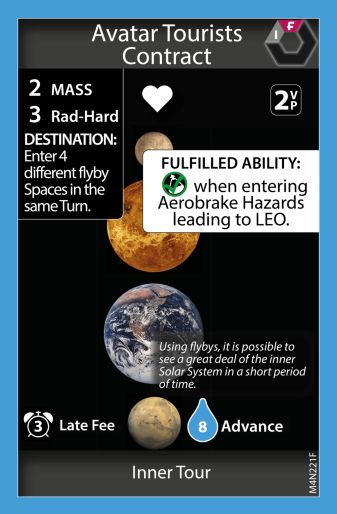 Avatar Tourists
Contract
I F
2 MASS
3 Rad-Hard
2 VP
DESTINATION:
Enter 4
different flyby
Spaces in the
same Turn.
FULFILLED ABILITY:
when entering
Aerobrake Hazards
leading to LEO.
Using flybys, it is possible to
see a great deal of the inner
Solar System in a short period
of time.
3 Late Fee
8 Advance
Inner Tour
M4N221F